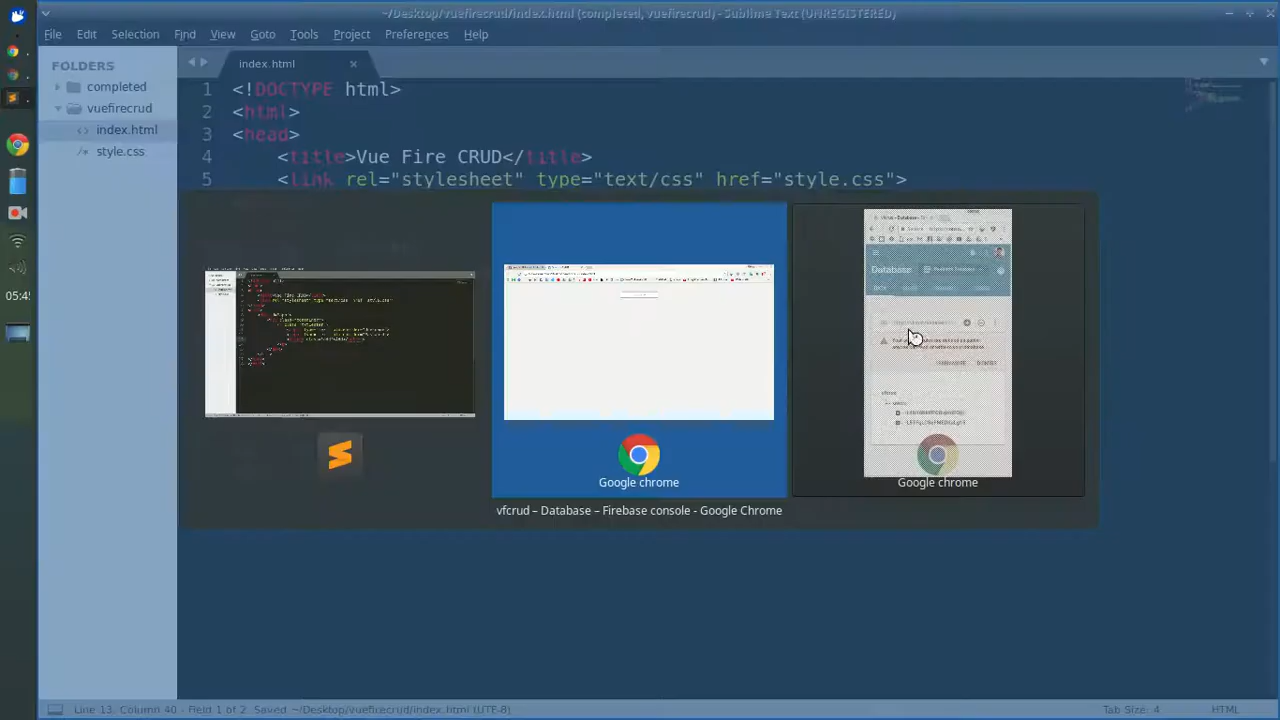 ~/Desktop/vuefirecrud/index.html (completed, vuefirecrud) - Sublime Text (UNREGISTERED)
File Edit Selection Find View Goto Tools Project Preferences Help
FOLDERS
completed
vuefirecrud
index.html
style.css
index.html
1 <!DOCTYPE html>
2 <html>
3 <head>
4 <title>Vue Fire CRUD</title>
5 <link rel="stylesheet" type="text/css" href="style.css">
05:45
Database
Google chrome
Google chrome
vfcrud – Database – Firebase console - Google Chrome
Line 13, Column 40 - Field 1 of 2. Saved ~/Desktop/vuefirecrud/index.html (UTF-8)
Tab Size: 4
HTML